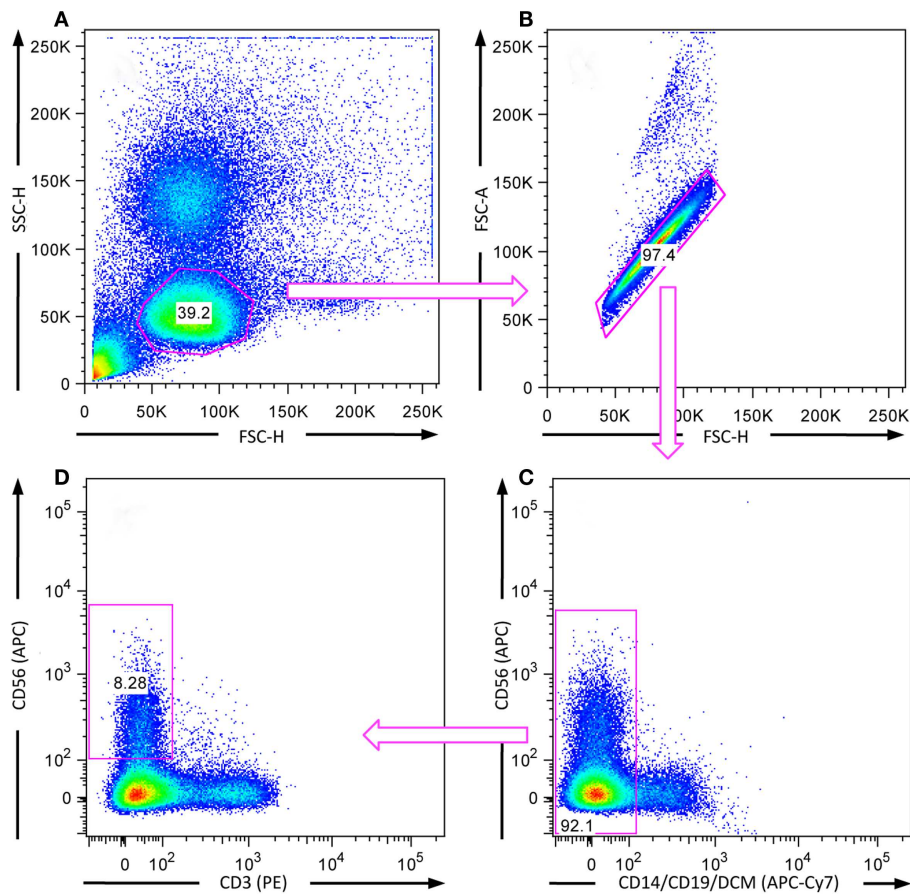 A
250K
200K
150K
100K
50K
0
SSC-H
39.2
0 50K 100K 150K 200K 250K
FSC-H
B
250K
200K
150K
100K
50K
0
FSC-A
97.4
0 50K 100K 150K 200K 250K
FSC-H
D
10^5
10^4
10^3
10^2
0
CD56 (APC)
8.28
0 10^2 10^3 10^4 10^5
CD3 (PE)
C
10^5
10^4
10^3
10^2
0
CD56 (APC)
92.1
0 10^2 10^3 10^4 10^5
CD14/CD19/DCM (APC-Cy7)